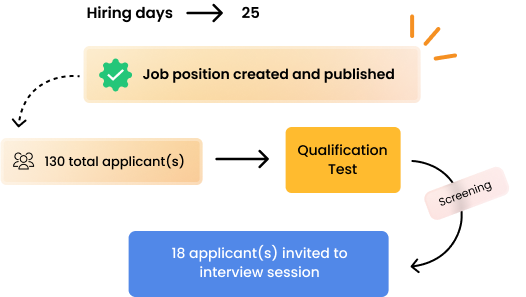 Hiring days 25
Job position created and published
130 total applicant(s)
Qualification
Test
Screening
18 applicant(s) invited to
interview session